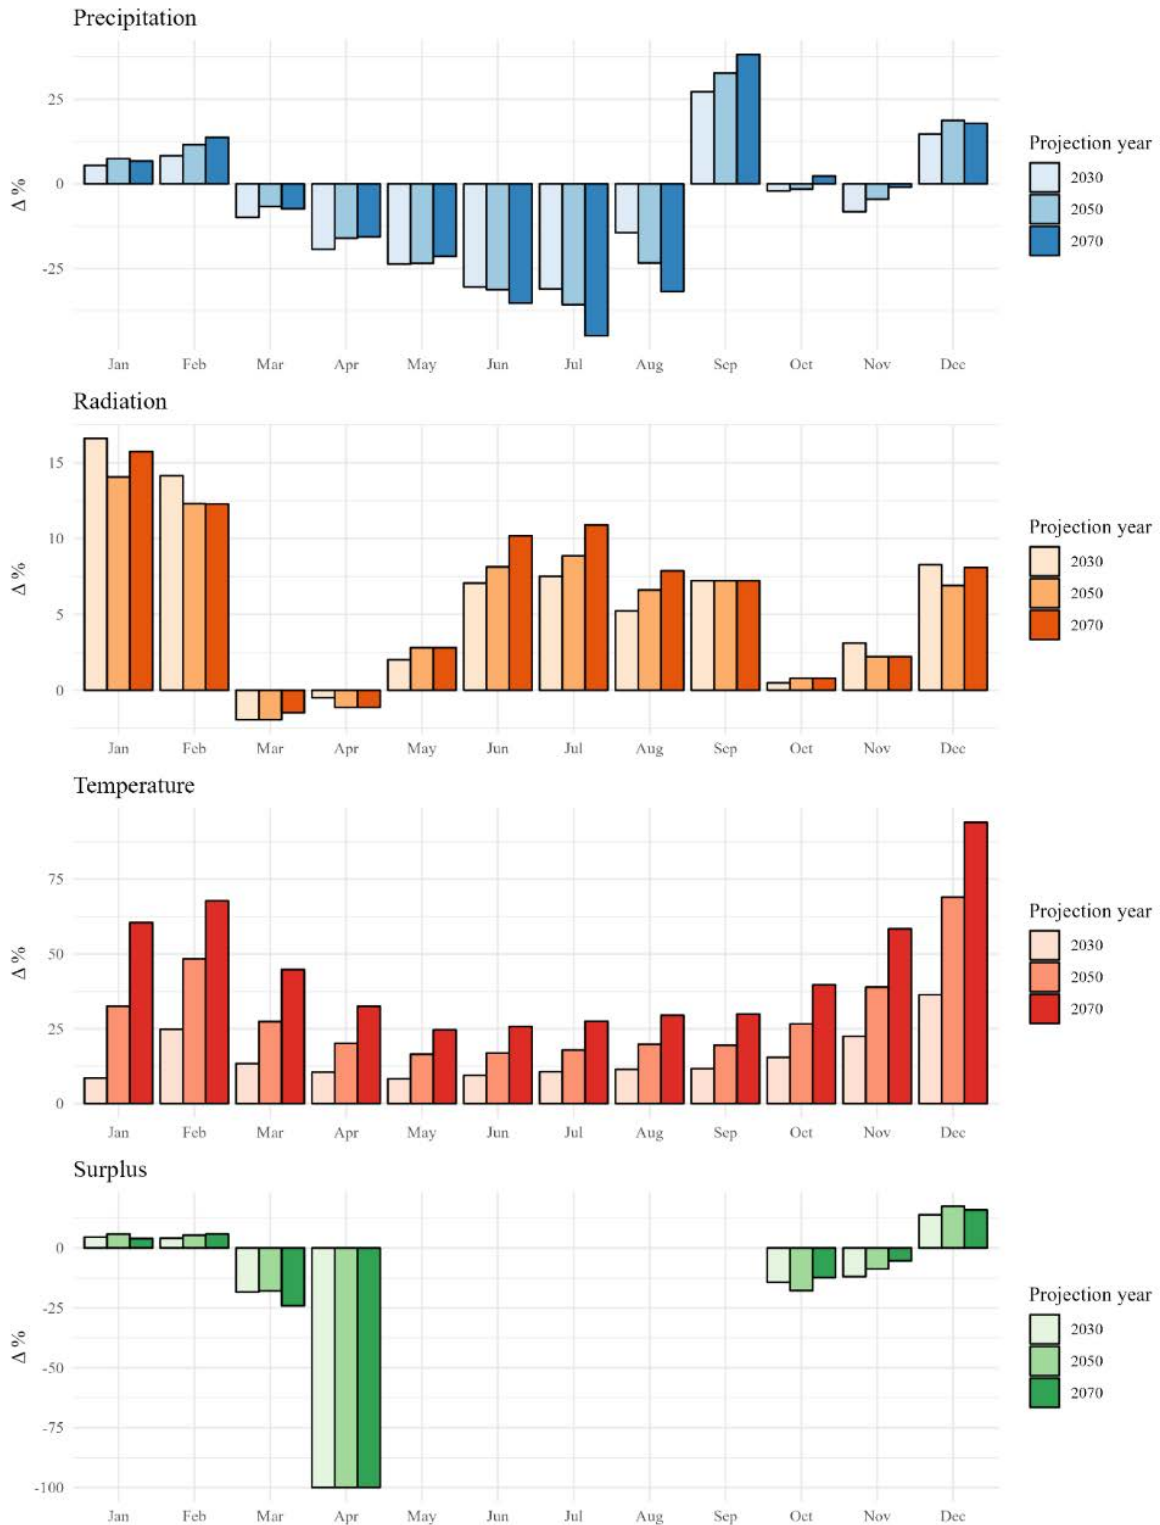 Precipitation
25
0
-25
Δ %
Jan Feb Mar Apr May Jun Jul Aug Sep Oct Nov Dec
Projection year
2030
2050
2070
Radiation
15
10
5
0
Δ %
Jan Feb Mar Apr May Jun Jul Aug Sep Oct Nov Dec
Projection year
2030
2050
2070
Temperature
75
50
25
0
Δ %
Jan Feb Mar Apr May Jun Jul Aug Sep Oct Nov Dec
Projection year
2030
2050
2070
Surplus
0
-25
-50
-75
-100
Δ %
Jan Feb Mar Apr May Jun Jul Aug Sep Oct Nov Dec
Projection year
2030
2050
2070